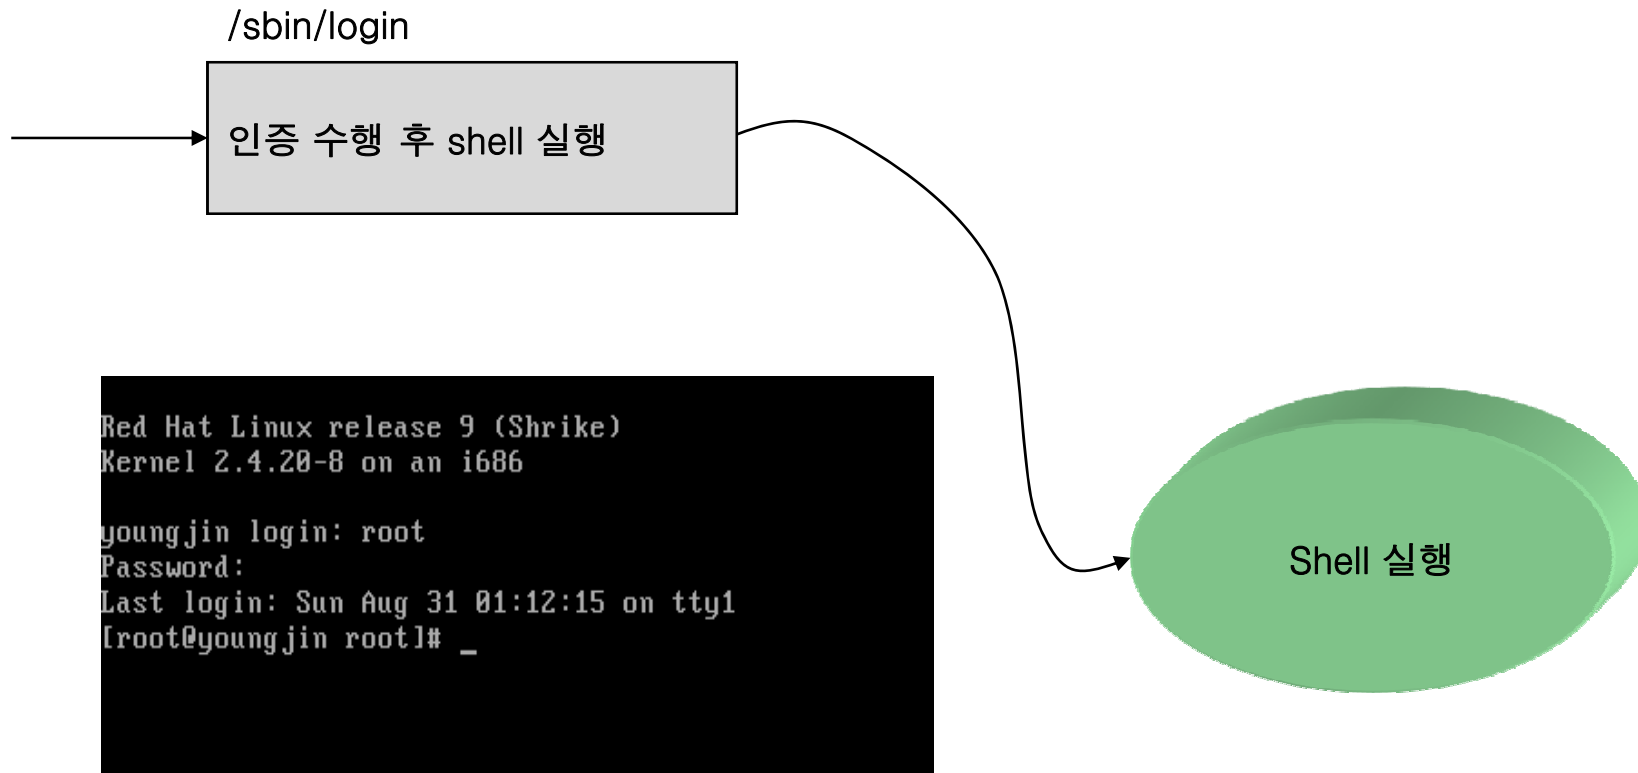 /sbin/login
인증 수행 후 shell 실행
Red Hat Linux release 9 (Shrike)
Kernel 2.4.20-8 on an i686
youngjin login: root
Password:
Last login: Sun Aug 31 01:12:15 on tty1
[root@youngjin root]# _
Shell 실행